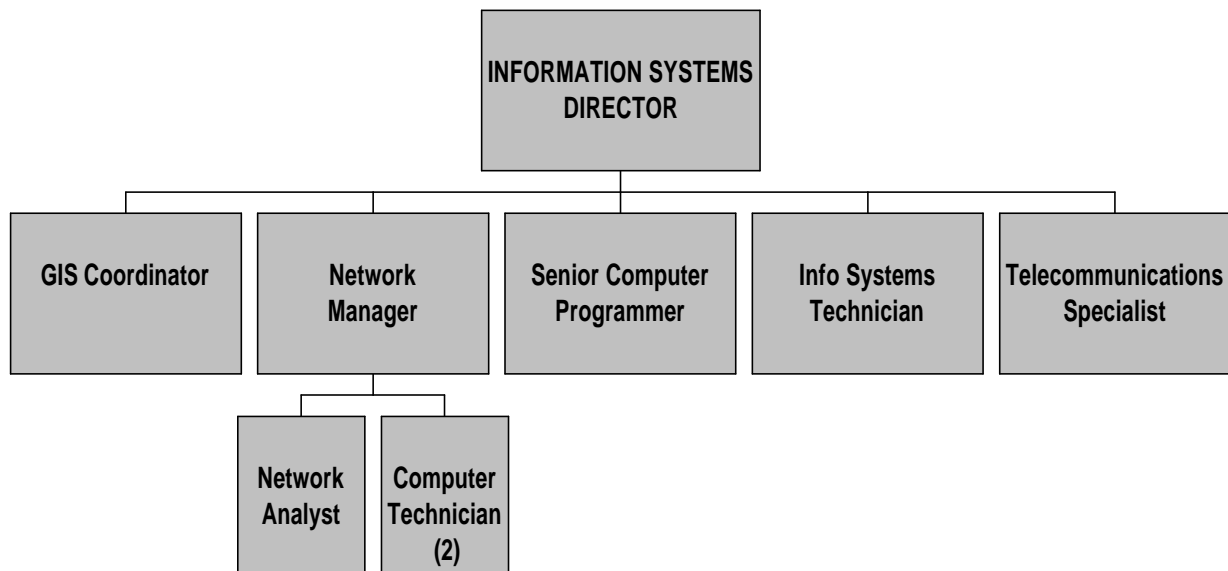 INFORMATION SYSTEMS
DIRECTOR
GIS Coordinator
Network
Manager
Senior Computer
Programmer
Info Systems
Technician
Telecommunications
Specialist
Network
Analyst
Computer
Technician
(2)